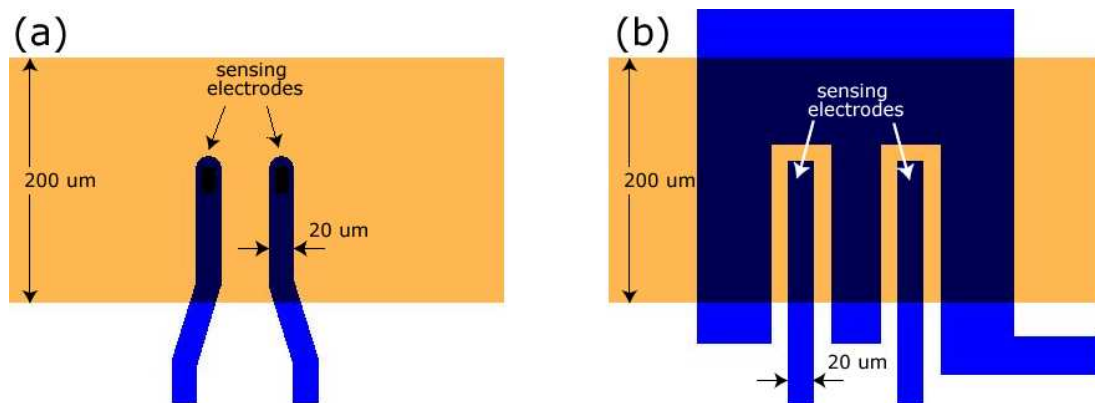 (a)
sensing
electrodes
200 um
20 um
(b)
sensing
electrodes
200 um
20 um